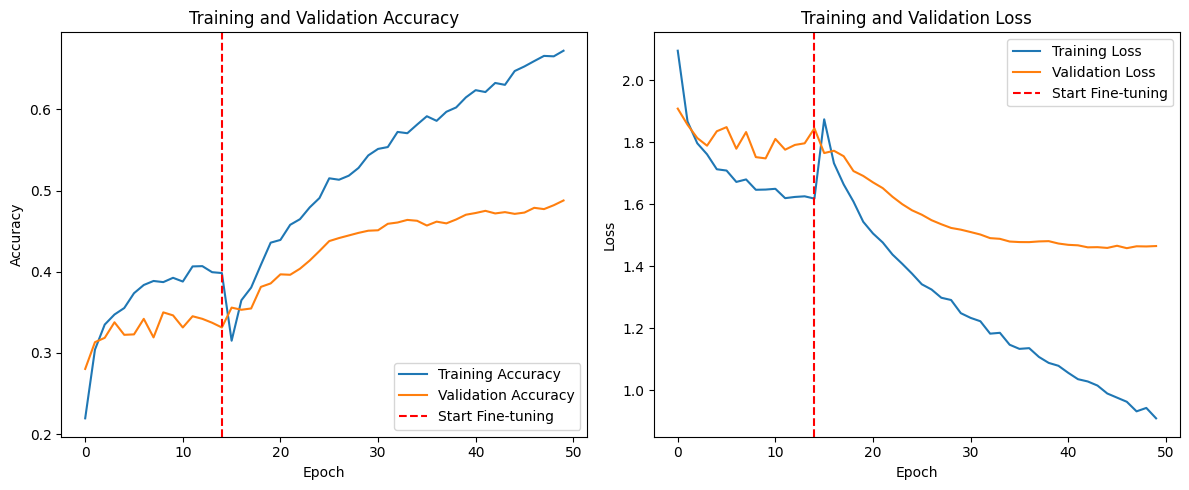 Training and Validation Accuracy
Accuracy
0.6
0.5
0.4
0.3
0.2
Training Accuracy
Validation Accuracy
Start Fine-tuning
0 10 20 30 40 50
Epoch
Training and Validation Loss
Loss
2.0
1.8
1.6
1.4
1.2
1.0
Training Loss
Validation Loss
Start Fine-tuning
0 10 20 30 40 50
Epoch